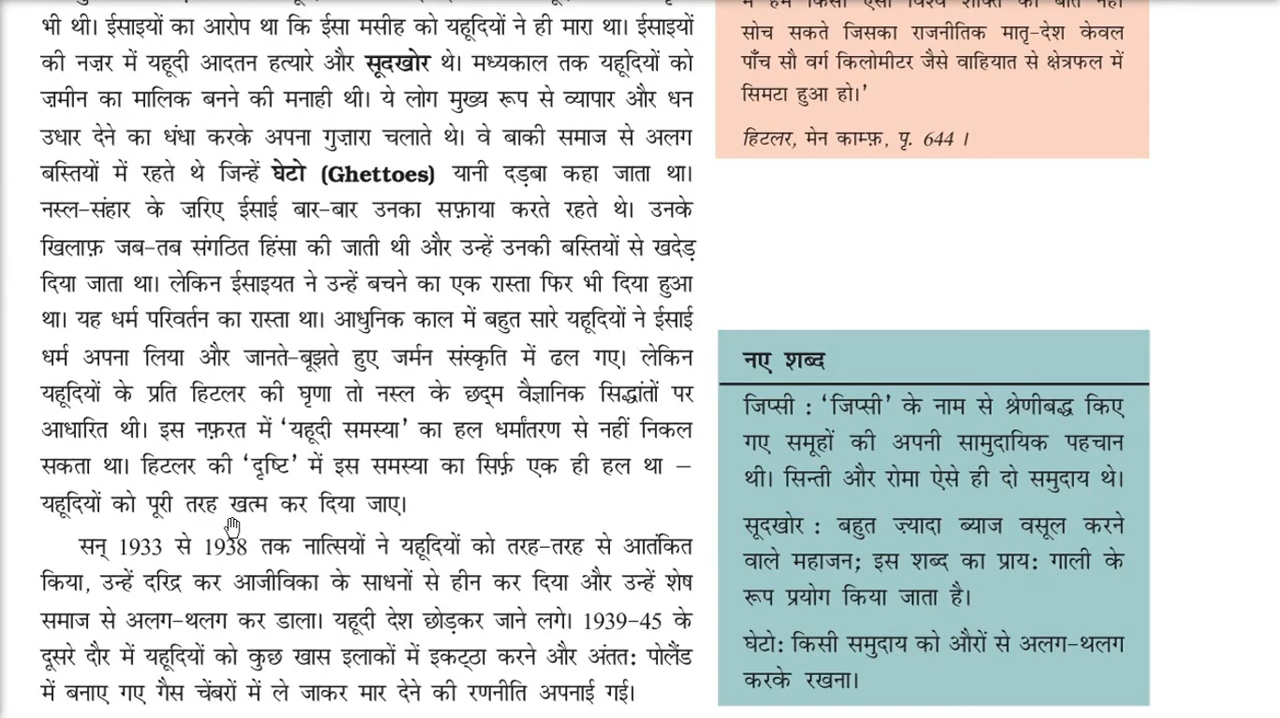 भी थी। ईसाइयों का आरोप था कि ईसा मसीह को यहूदियों ने ही मारा था। ईसाइयों
की नज़र में यहूदी आदतन हत्यारे और सूदखोर थे। मध्यकाल तक यहूदियों को
ज़मीन का मालिक बनने की मनाही थी। ये लोग मुख्य रूप से व्यापार और धन
उधार देने का धंधा करके अपना गुज़ारा चलाते थे। वे बाकी समाज से अलग
बस्तियों में रहते थे जिन्हें घेटो (Ghettoes) यानी दड़बा कहा जाता था।
नस्ल-संहार के ज़रिए ईसाई बार-बार उनका सफ़ाया करते रहते थे। उनके
खिलाफ़ जब-तब संगठित हिंसा की जाती थी और उन्हें उनकी बस्तियों से खदेड़
दिया जाता था। लेकिन ईसाइयत ने उन्हें बचने का एक रास्ता फिर भी दिया हुआ
था। यह धर्म परिवर्तन का रास्ता था। आधुनिक काल में बहुत सारे यहूदियों ने ईसाई
धर्म अपना लिया और जानते-बूझते हुए जर्मन संस्कृति में ढल गए। लेकिन
यहूदियों के प्रति हिटलर की घृणा तो नस्ल के छद्म वैज्ञानिक सिद्धांतों पर
आधारित थी। इस नफ़रत में ‘यहूदी समस्या’ का हल धर्मांतरण से नहीं निकल
सकता था। हिटलर की ‘दृष्टि’ में इस समस्या का सिर्फ़ एक ही हल था –
यहूदियों को पूरी तरह खत्म कर दिया जाए।
सन् 1933 से 1938 तक नात्सियों ने यहूदियों को तरह-तरह से आतंकित
किया, उन्हें दरिद्र कर आजीविका के साधनों से हीन कर दिया और उन्हें शेष
समाज से अलग-थलग कर डाला। यहूदी देश छोड़कर जाने लगे। 1939-45 के
दूसरे दौर में यहूदियों को कुछ खास इलाकों में इकट्ठा करने और अंतत: पोलैंड
में बनाए गए गैस चेंबरों में ले जाकर मार देने की रणनीति अपनाई गई।
में हम किसी ऐसी विश्व शक्ति की बात नहीं
सोच सकते जिसका राजनीतिक मातृ-देश केवल
पाँच सौ वर्ग किलोमीटर जैसे वाहियात से क्षेत्रफल में
सिमटा हुआ हो।’
हिटलर, मेन काम्फ़, पृ. 644 ।
नए शब्द
जिप्सी : ‘जिप्सी’ के नाम से श्रेणीबद्ध किए
गए समूहों की अपनी सामुदायिक पहचान
थी। सिन्ती और रोमा ऐसे ही दो समुदाय थे।
सूदखोर : बहुत ज़्यादा ब्याज वसूल करने
वाले महाजन; इस शब्द का प्राय: गाली के
रूप प्रयोग किया जाता है।
घेटो: किसी समुदाय को औरों से अलग-थलग
करके रखना।